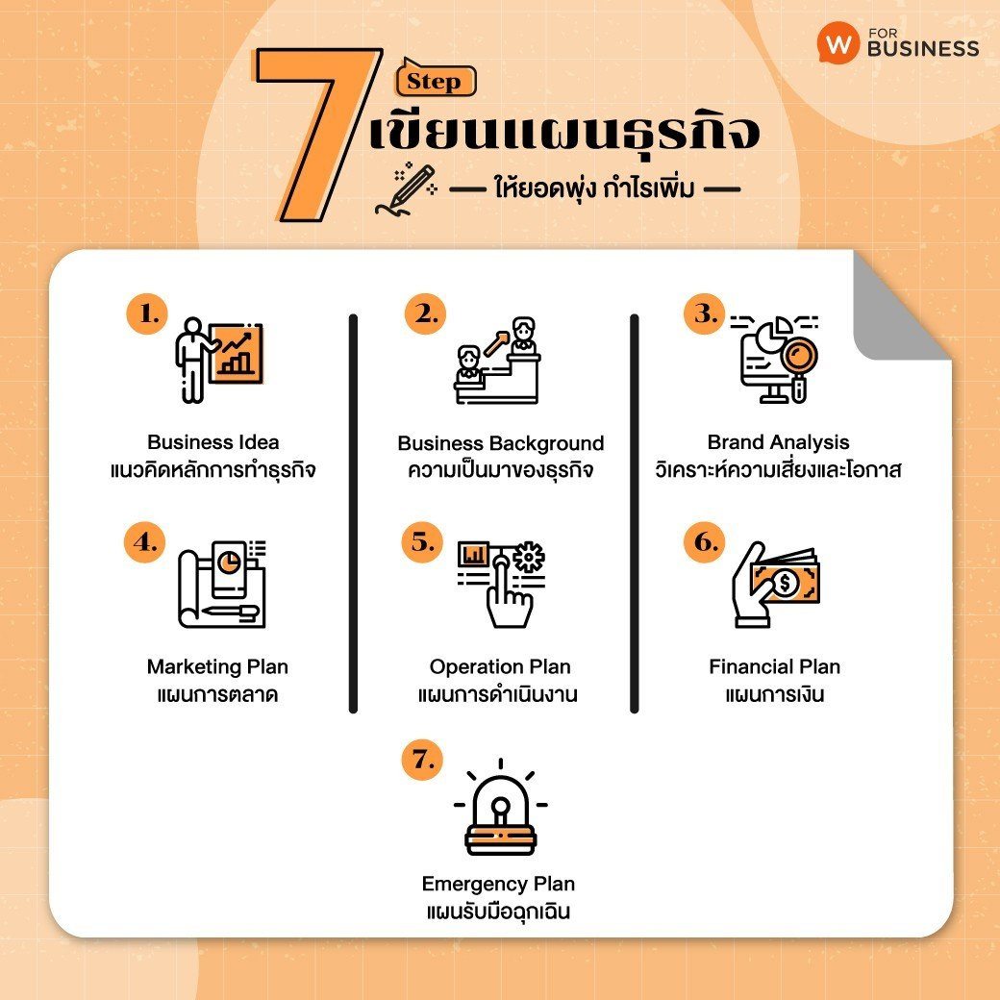 W FOR
BUSINESS
7 Step
เขียนแผนธุรกิจ
ให้ยอดพุ่ง กำไรเพิ่ม
1.
Business Idea
แนวคิดหลักการทำธุรกิจ
2.
Business Background
ความเป็นมาของธุรกิจ
3.
Brand Analysis
วิเคราะห์ความเสี่ยงและโอกาส
4.
Marketing Plan
แผนการตลาด
5.
Operation Plan
แผนการดำเนินงาน
6.
$
Financial Plan
แผนการเงิน
7.
Emergency Plan
แผนรับมือฉุกเฉิน